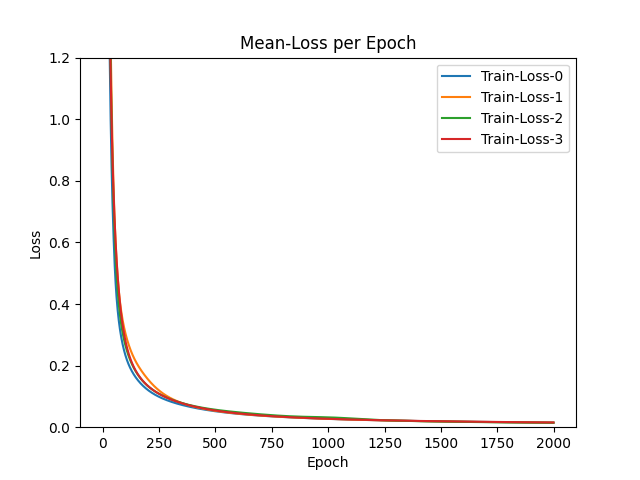 Mean-Loss per Epoch
1.2
1.0
0.8
0.6
0.4
0.2
0.0
Loss
Train-Loss-0
Train-Loss-1
Train-Loss-2
Train-Loss-3
0 250 500 750 1000 1250 1500 1750 2000
Epoch